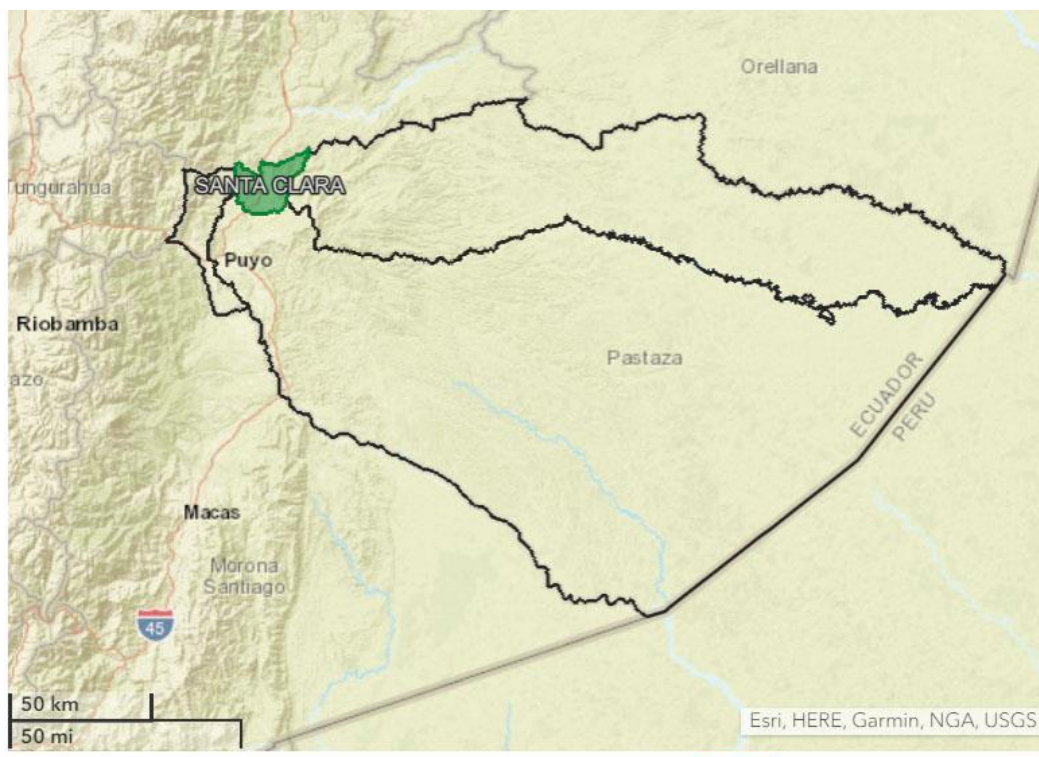 Orellana
Tungurahua
SANTA CLARA
Puyo
Riobamba
Pastaza
azo
ECUADOR
PERU
Macas
Morona
Santiago
45
50 km
50 mi
Esri, HERE, Garmin, NGA, USGS